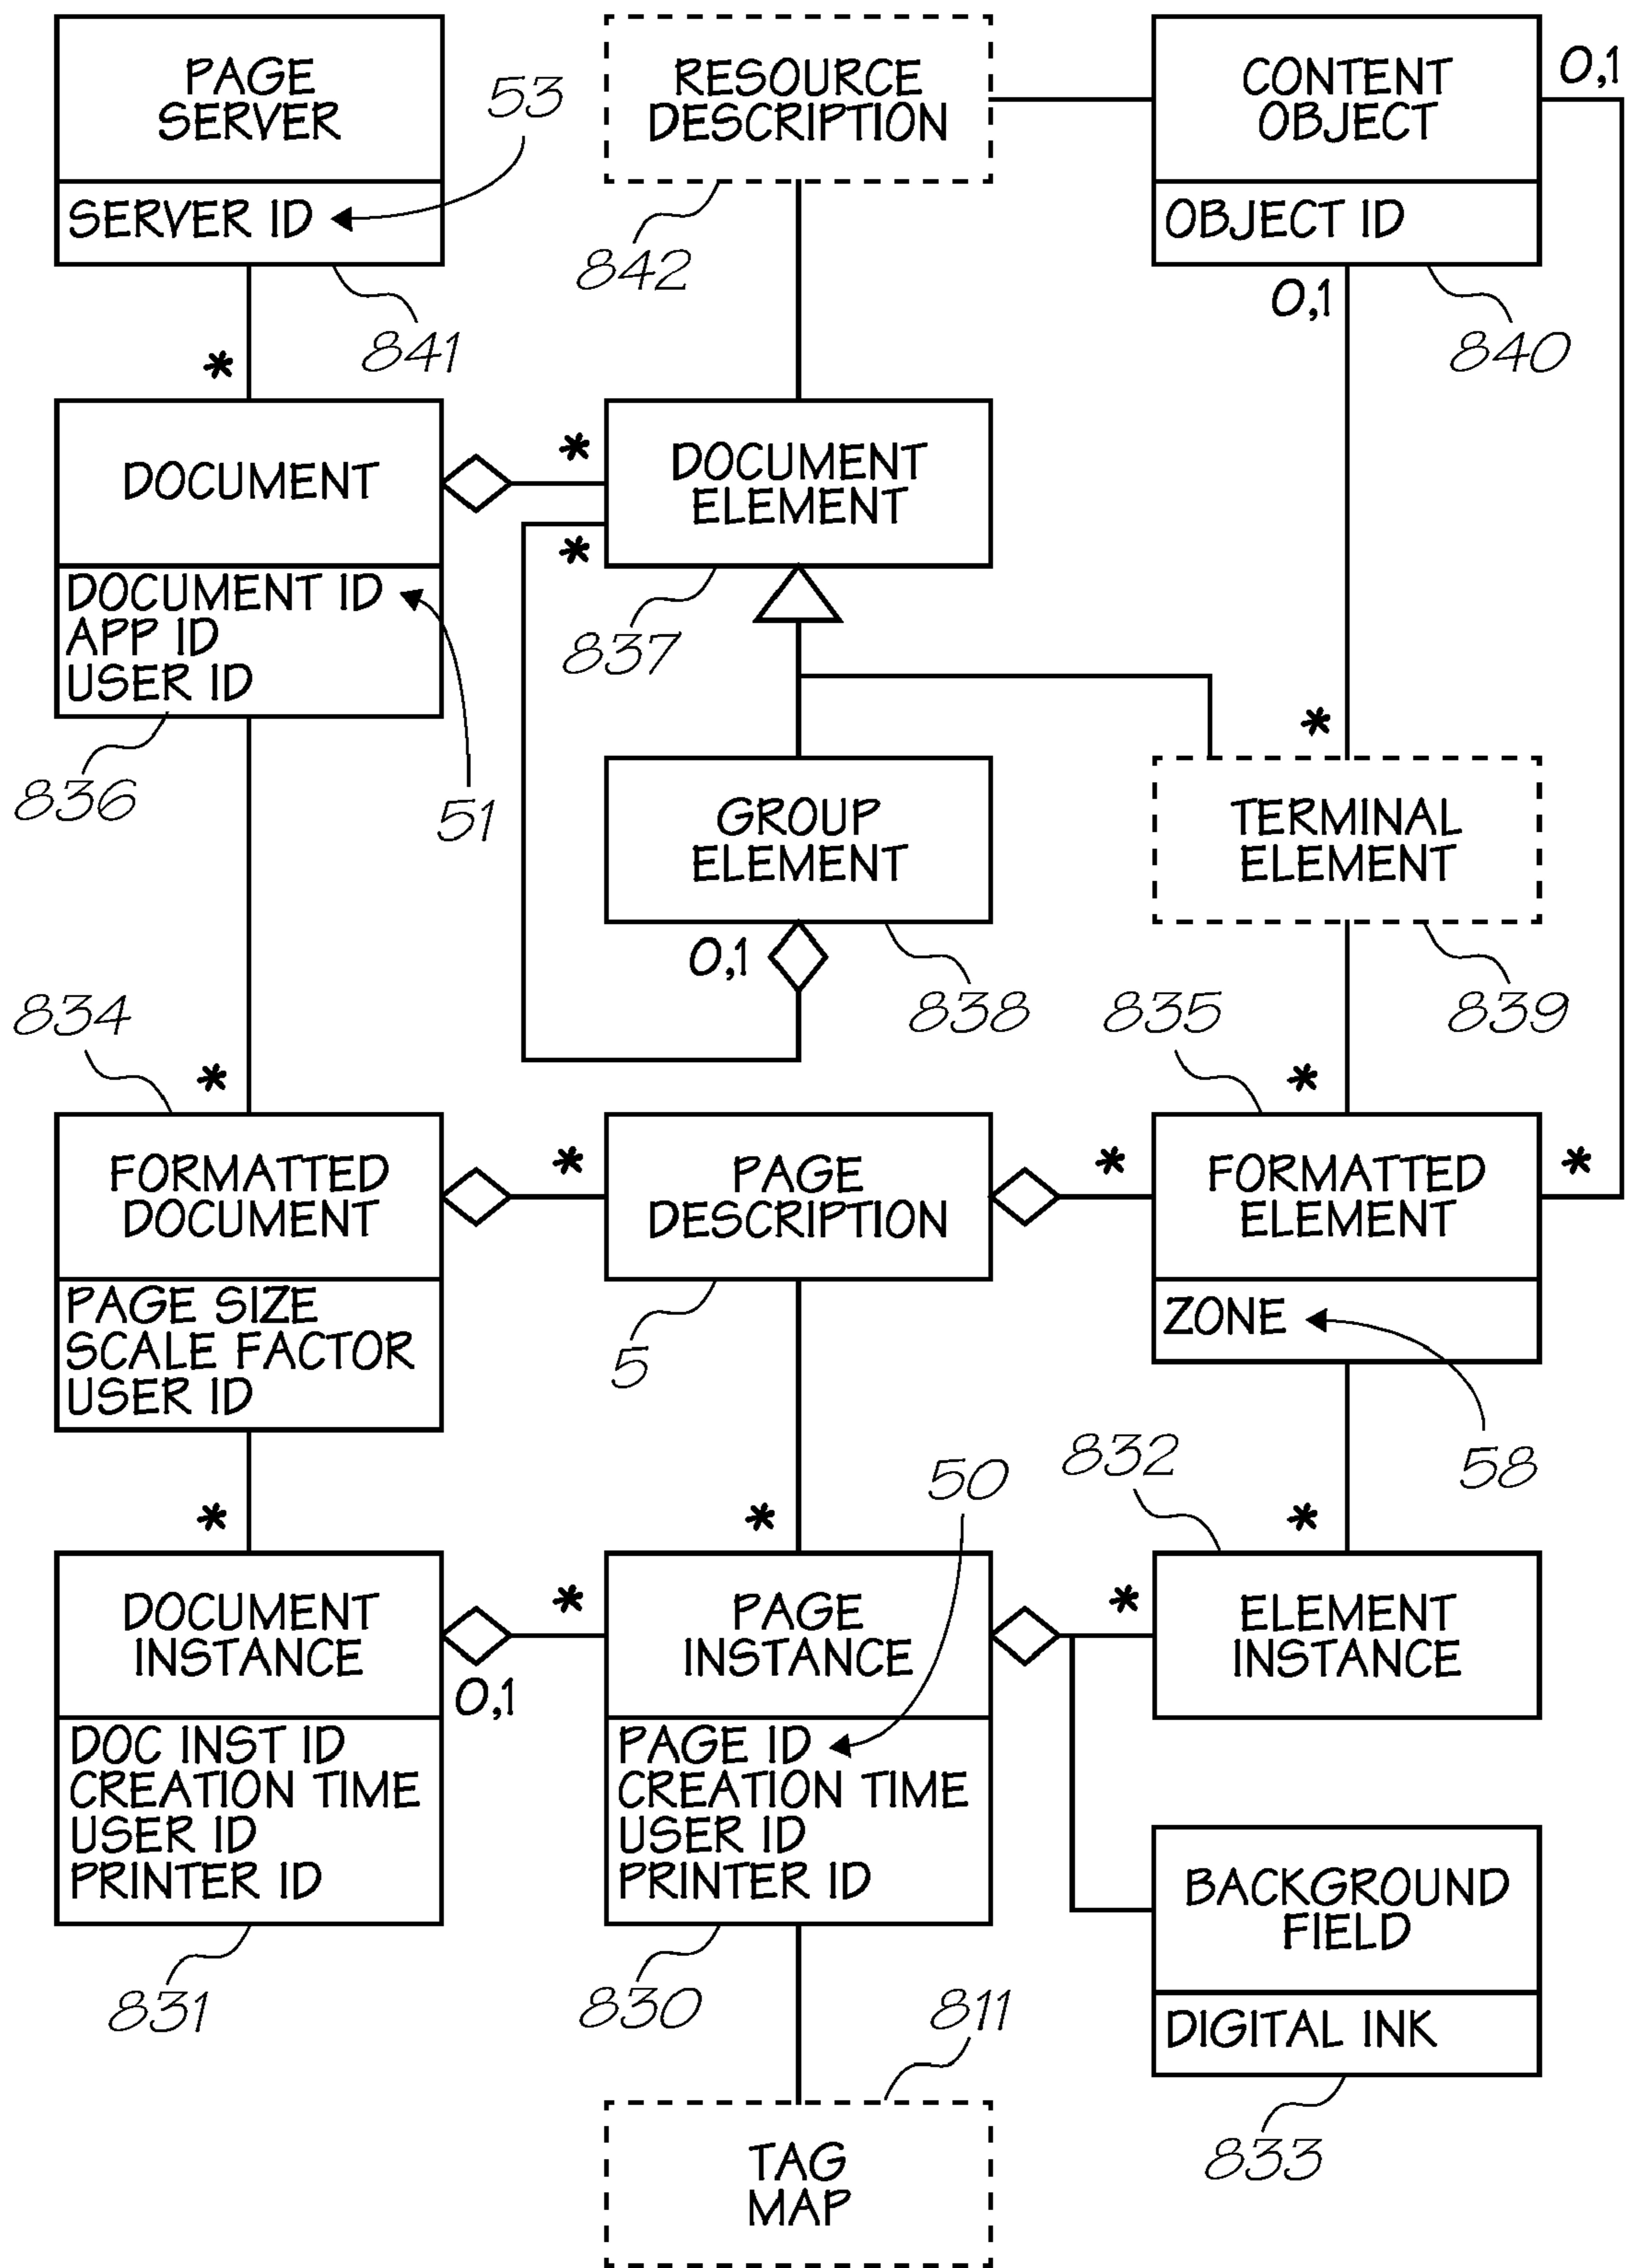 PAGE
SERVER
SERVER ID
53
841
RESOURCE
DESCRIPTION
842
CONTENT
OBJECT
OBJECT ID
0,1
0,1
840
*
DOCUMENT
DOCUMENT ID
APP ID
USER ID
836
51
*
DOCUMENT
ELEMENT
*
837
*
GROUP
ELEMENT
0,1
838
TERMINAL
ELEMENT
839
834
*
FORMATTED
DOCUMENT
PAGE SIZE
SCALE FACTOR
USER ID
*
PAGE
DESCRIPTION
5
835
*
*
FORMATTED
ELEMENT
*
ZONE
58
*
DOCUMENT
INSTANCE
0,1
DOC INST ID
CREATION TIME
USER ID
PRINTER ID
831
*
*
50
PAGE
INSTANCE
PAGE ID
CREATION TIME
USER ID
PRINTER ID
830
832
*
*
ELEMENT
INSTANCE
BACKGROUND
FIELD
DIGITAL INK
833
811
TAG
MAP